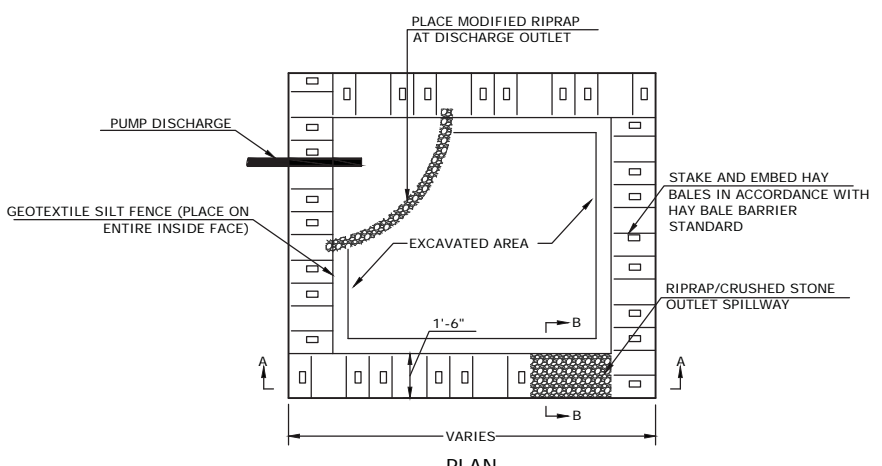 PLACE MODIFIED RIPRAP
AT DISCHARGE OUTLET
PUMP DISCHARGE
GEOTEXTILE SILT FENCE (PLACE ON
ENTIRE INSIDE FACE)
STAKE AND EMBED HAY
BALES IN ACCORDANCE WITH
HAY BALE BARRIER
STANDARD
EXCAVATED AREA
RIPRAP/CRUSHED STONE
OUTLET SPILLWAY
1'-6"
B
A
A
B
VARIES
PLAN